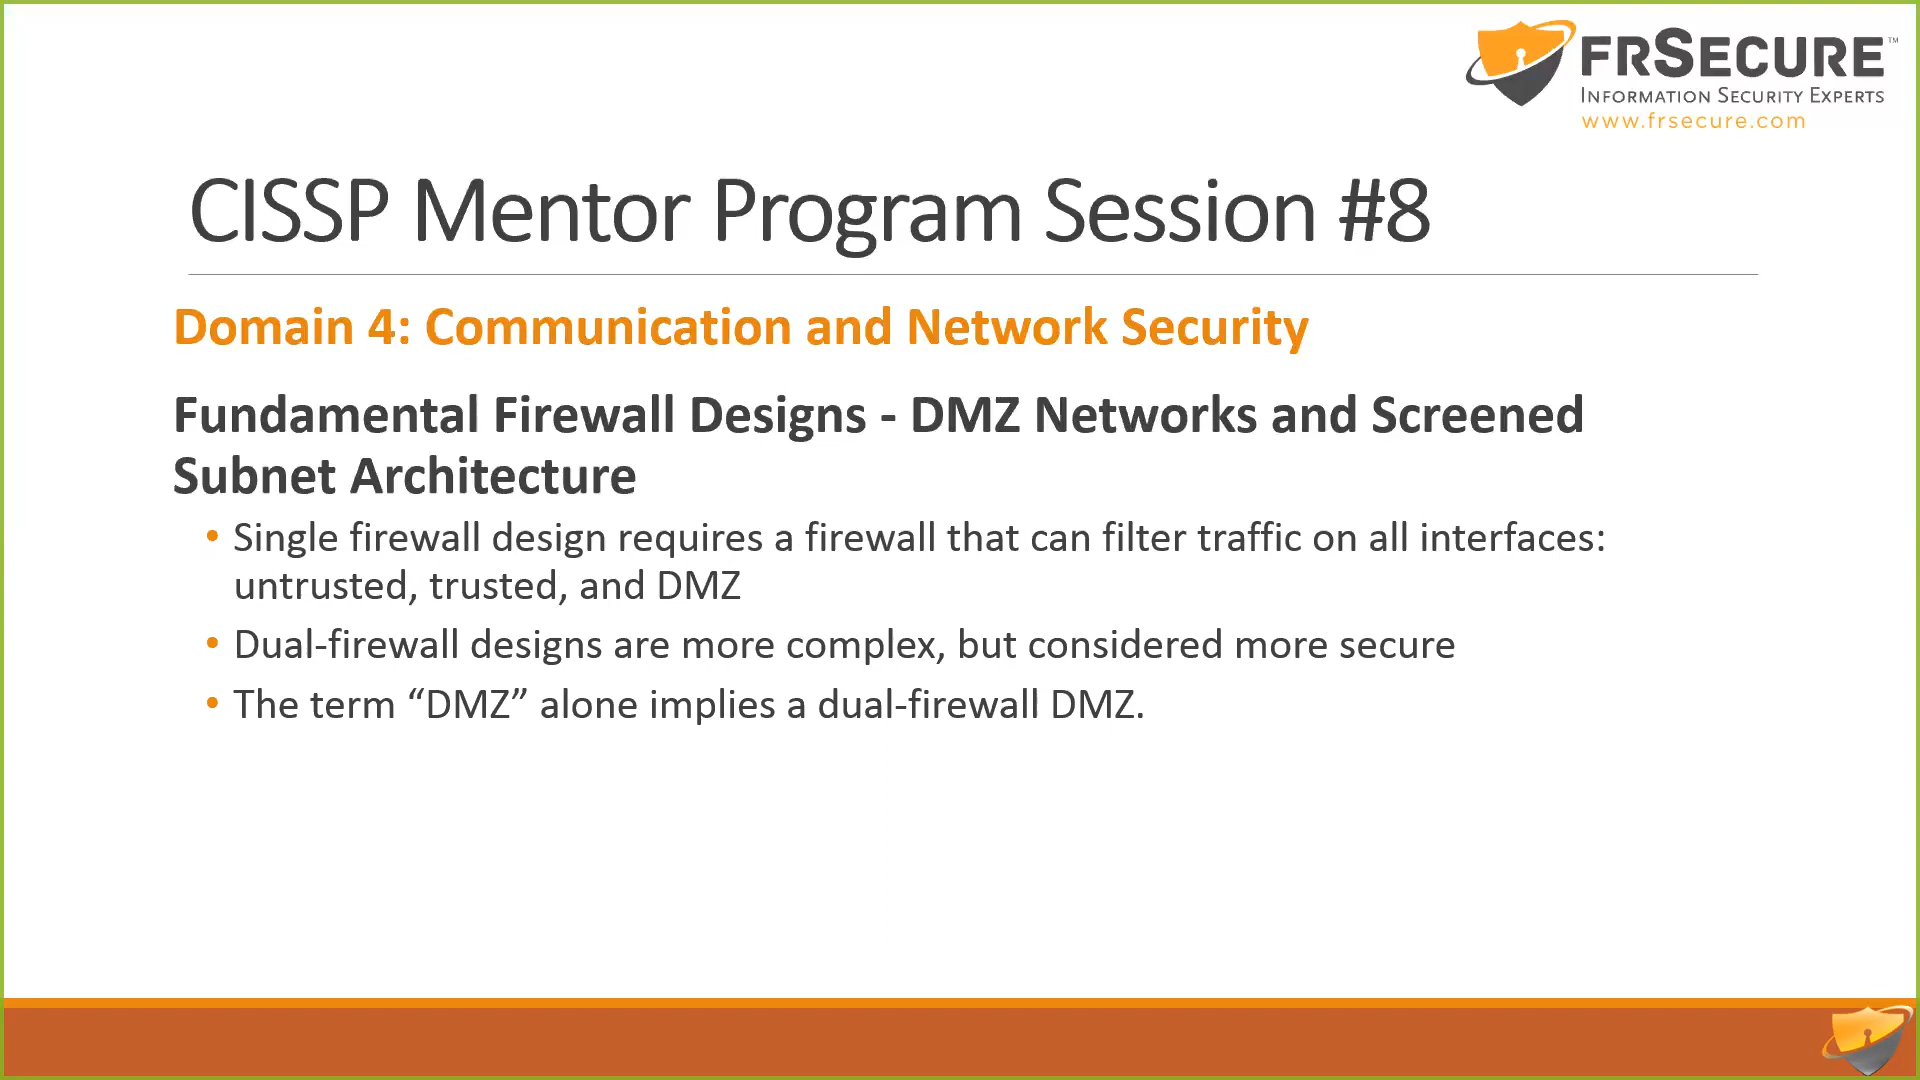 FRSECURE™
INFORMATION SECURITY EXPERTS
www.frsecure.com
CISSP Mentor Program Session #8
Domain 4: Communication and Network Security
Fundamental Firewall Designs - DMZ Networks and Screened
Subnet Architecture
• Single firewall design requires a firewall that can filter traffic on all interfaces:
untrusted, trusted, and DMZ
• Dual-firewall designs are more complex, but considered more secure
• The term “DMZ” alone implies a dual-firewall DMZ.